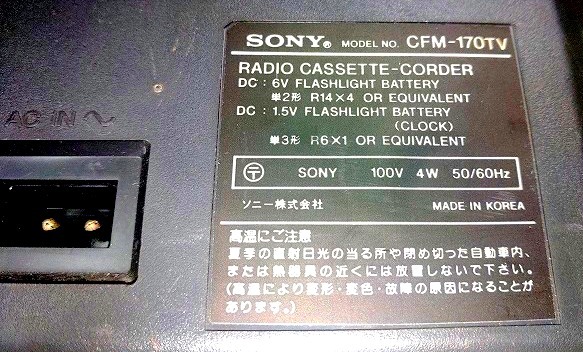 SONY® MODEL NO. CFM-170TV
RADIO CASSETTE-CORDER
DC : 6V FLASHLIGHT BATTERY
単2形 R14×4 OR EQUIVALENT
DC : 1.5V FLASHLIGHT BATTERY
(CLOCK)
単3形 R6×1 OR EQUIVALENT
AC IN ~
〒 SONY 100V 4W 50/60Hz
ソニー株式会社 MADE IN KOREA
高温にご注意
夏季の直射日光の当る所や閉め切った自動車内、
または熱器具の近くには放置しないで下さい。
(高温により変形・変色・故障の原因になることが
あります。)